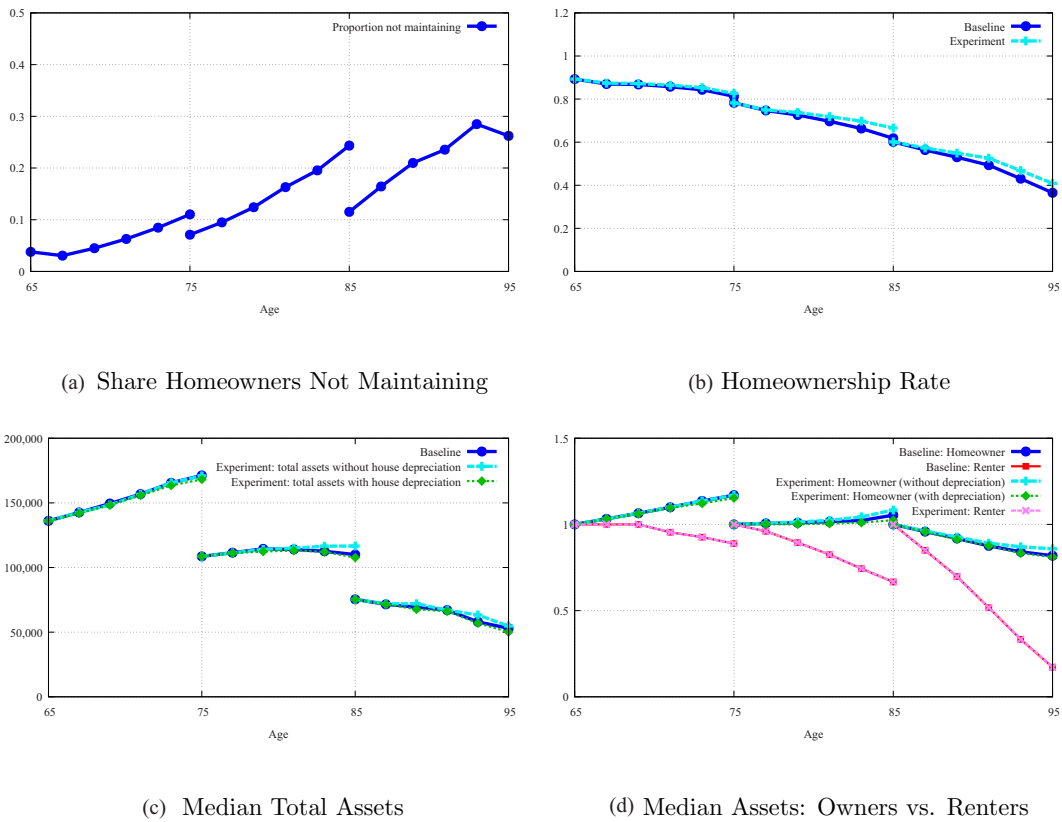 0.5
0.4
0.3
0.2
0.1
0
65 75 85 95
Age
Proportion not maintaining
(a) Share Homeowners Not Maintaining
1.2
1
0.8
0.6
0.4
0.2
0
65 75 85 95
Age
Baseline
Experiment
(b) Homeownership Rate
200,000
150,000
100,000
50,000
0
65 75 85 95
Age
Baseline
Experiment: total assets without house depreciation
Experiment: total assets with house depreciation
(c) Median Total Assets
1.5
1
0.5
0
65 75 85 95
Age
Baseline: Homeowner
Baseline: Renter
Experiment: Homeowner (without depreciation)
Experiment: Homeowner (with depreciation)
Experiment: Renter
(d) Median Assets: Owners vs. Renters